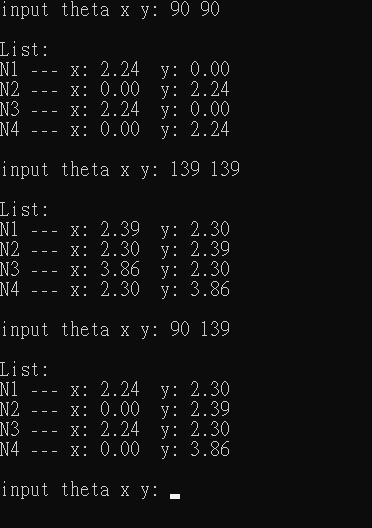 input theta x y: 90 90
List:
N1 --- x: 2.24  y: 0.00
N2 --- x: 0.00  y: 2.24
N3 --- x: 2.24  y: 0.00
N4 --- x: 0.00  y: 2.24
input theta x y: 139 139
List:
N1 --- x: 2.39  y: 2.30
N2 --- x: 2.30  y: 2.39
N3 --- x: 3.86  y: 2.30
N4 --- x: 2.30  y: 3.86
input theta x y: 90 139
List:
N1 --- x: 2.24  y: 2.30
N2 --- x: 0.00  y: 2.39
N3 --- x: 2.24  y: 2.30
N4 --- x: 0.00  y: 3.86
input theta x y: